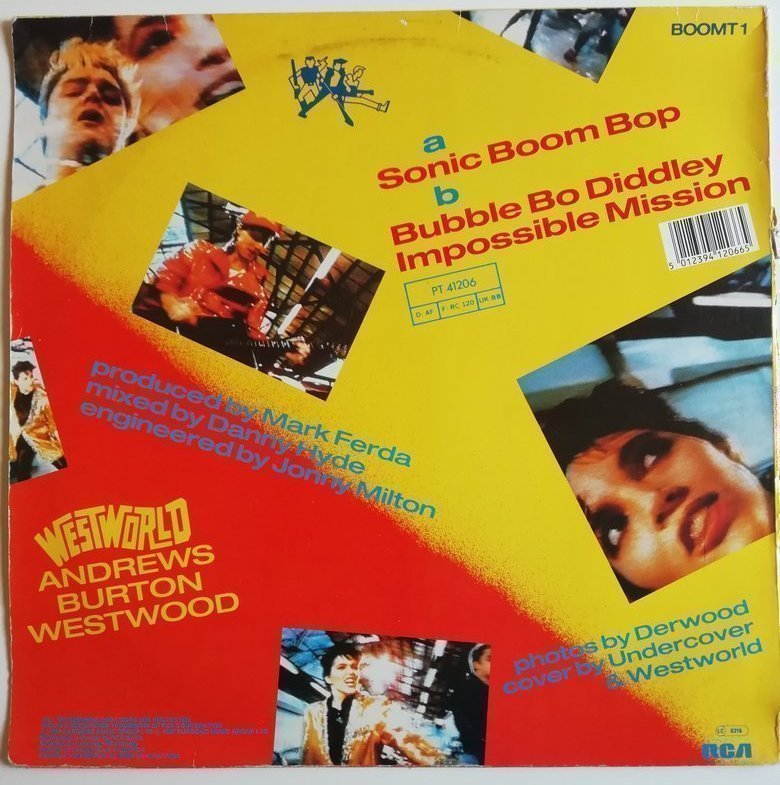 BOOMT 1
a
Sonic Boom Bop
b
Bubble Bo Diddley
Impossible Mission
5 012394 120665
PT 41206
D: AF F: RC 120 UK: BB
produced by: Mark Ferda
mixed by Danny Hyde
engineered by Jonny Milton
WESTWORLD
ANDREWS
BURTON
WESTWOOD
photos by Derwood
cover by Undercover
& Westworld
LC 0316
RCA